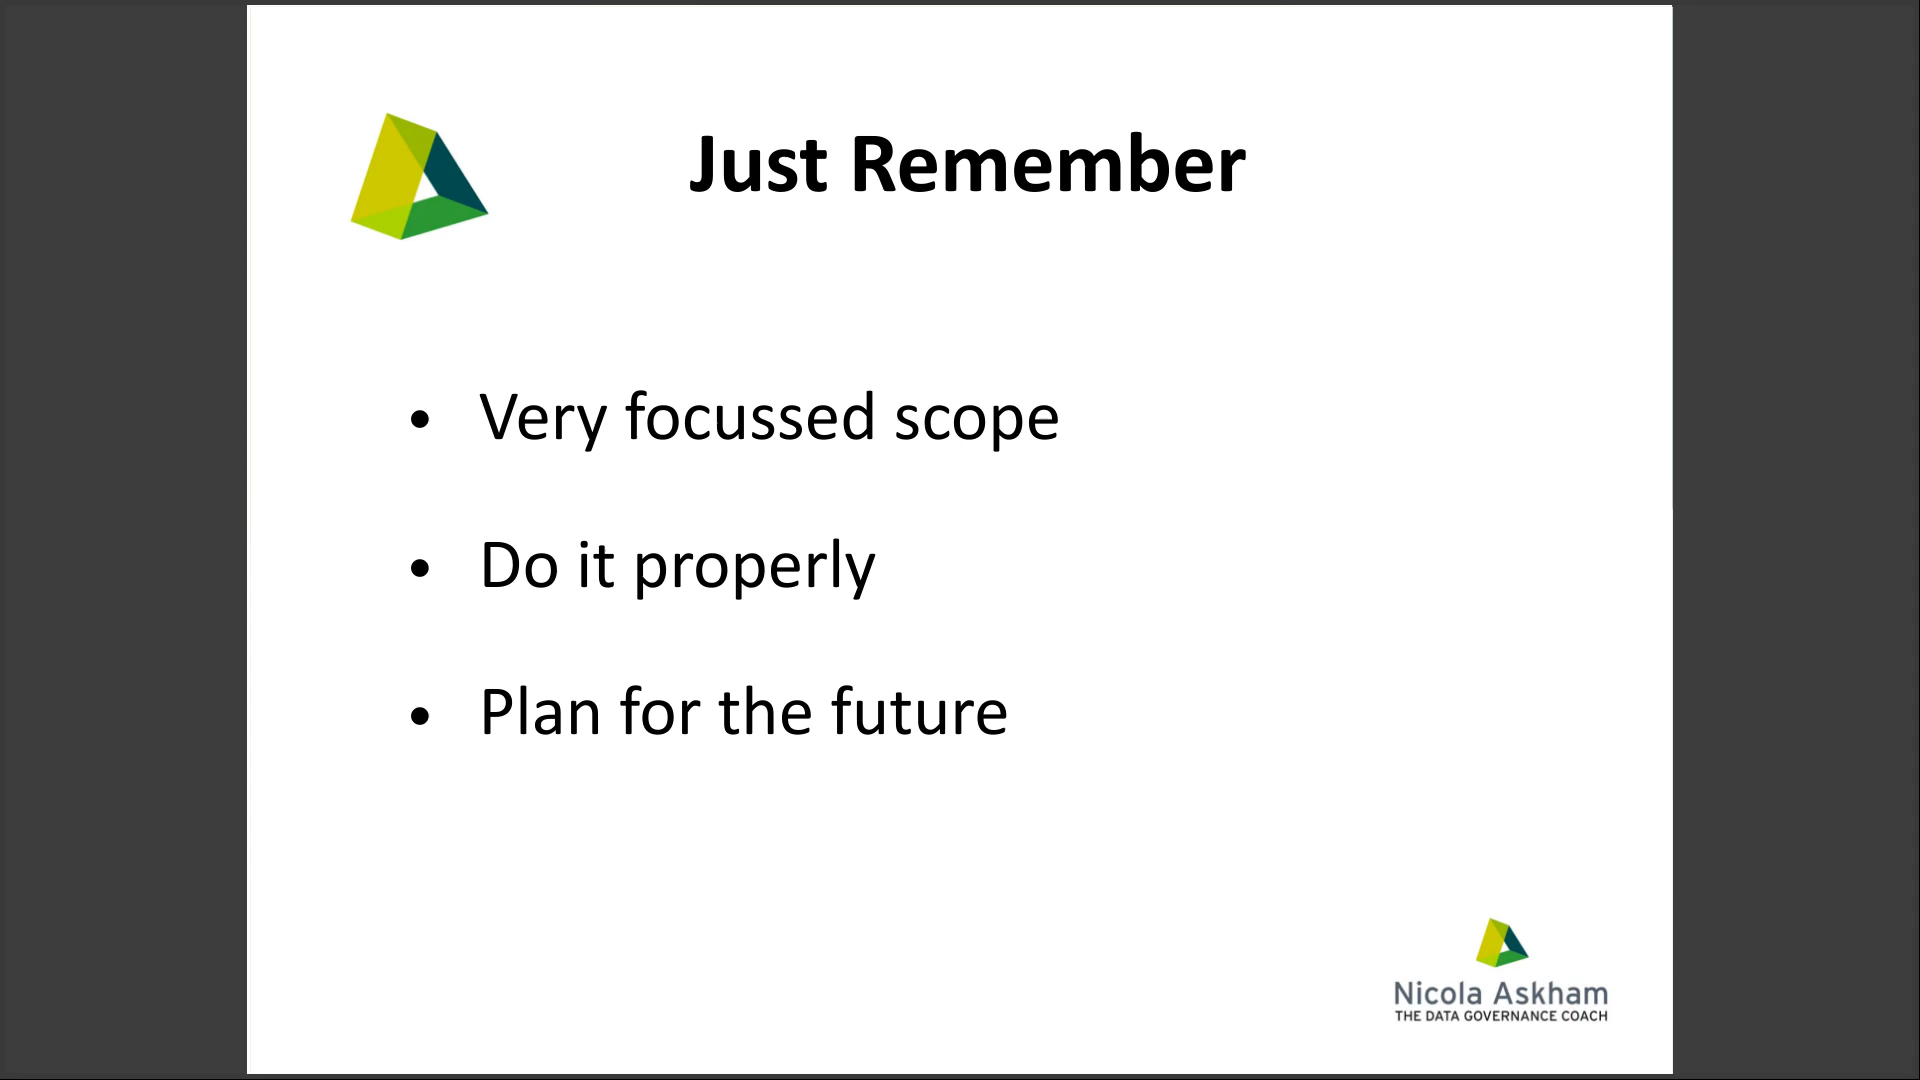 Just Remember
• Very focussed scope
• Do it properly
• Plan for the future
Nicola Askham
THE DATA GOVERNANCE COACH